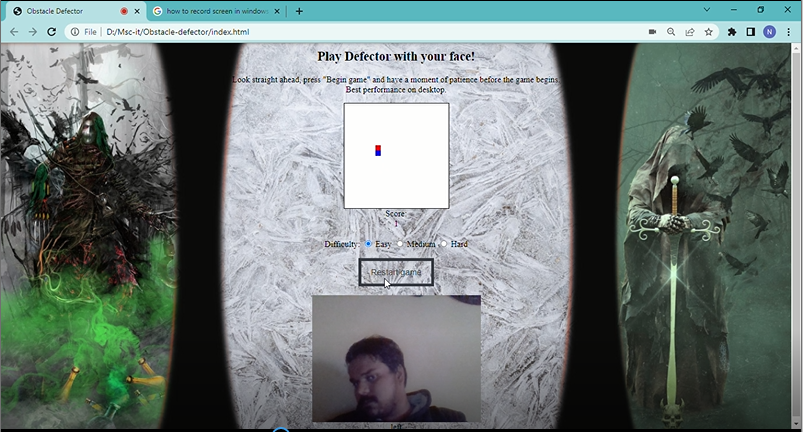 Obstacle Defector
how to record screen in window
File
D:/Msc-it/Obstacle-defector/index.html
N
Play Defector with your face!
Look straight ahead, press "Begin game" and have a moment of patience before the game begins.
Best performance on desktop.
Score:
1
Difficulty: Easy Medium Hard
Restart game
left